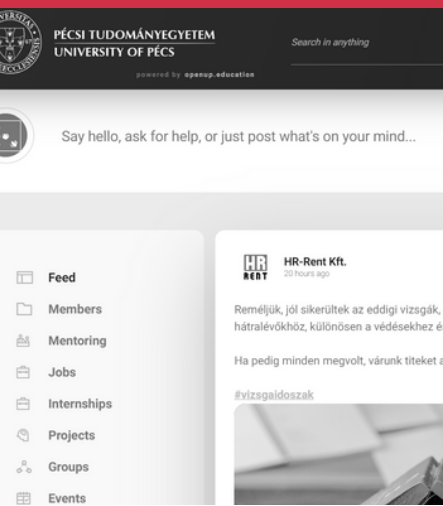 PÉCSI TUDOMÁNYEGYETEM
UNIVERSITY OF PÉCS
powered by openup.education
Search in anything
Say hello, ask for help, or just post what's on your mind...
Feed
Members
Mentoring
Jobs
Internships
Projects
Groups
Events
HR
RENT
HR-Rent Kft.
20 hours ago
Reméljük, jól sikerültek az eddigi vizsgák,
hátralévőkhöz, különösen a védésekhez és
Ha pedig minden megvolt, várunk titeket a
#vizsgaidoszak